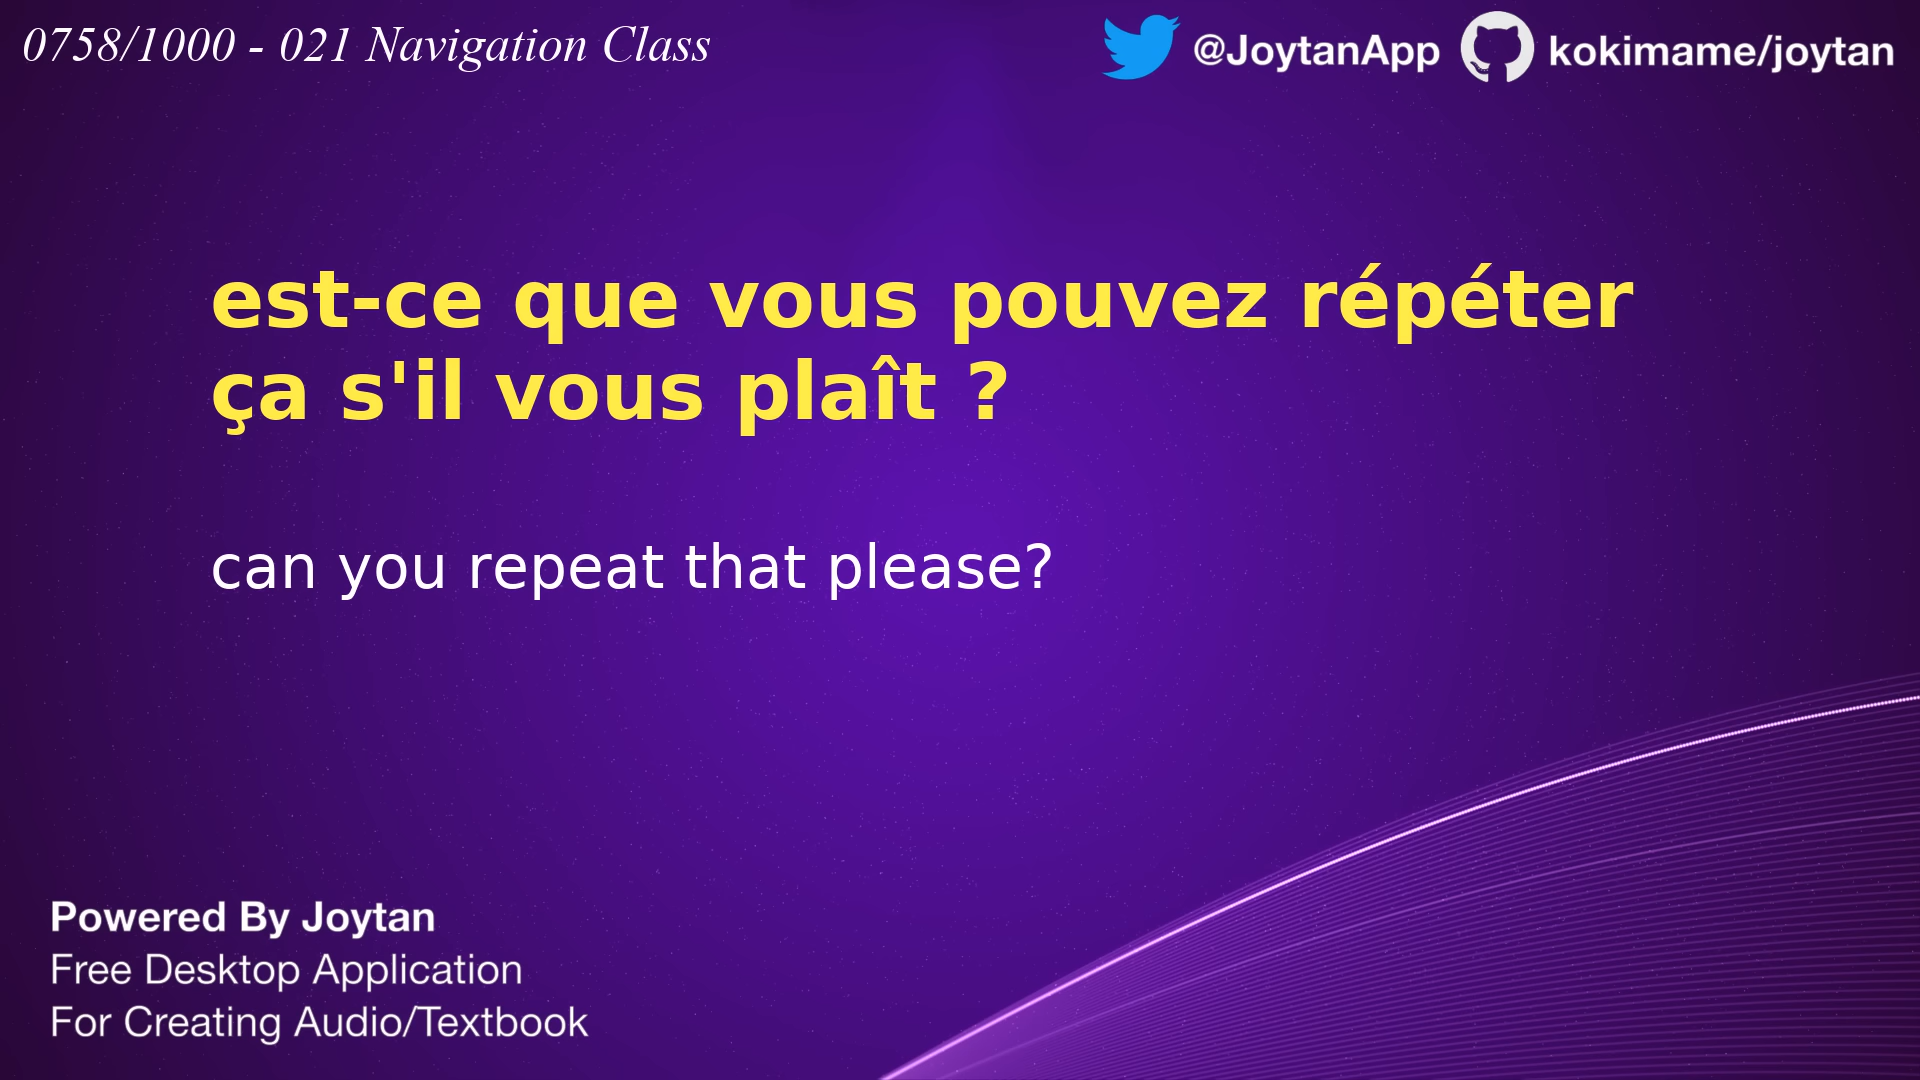 0758/1000 - 021 Navigation Class
@JoytanApp
kokimame/joytan
est-ce que vous pouvez répéter
ça s'il vous plaît ?
can you repeat that please?
Powered By Joytan
Free Desktop Application
For Creating Audio/Textbook